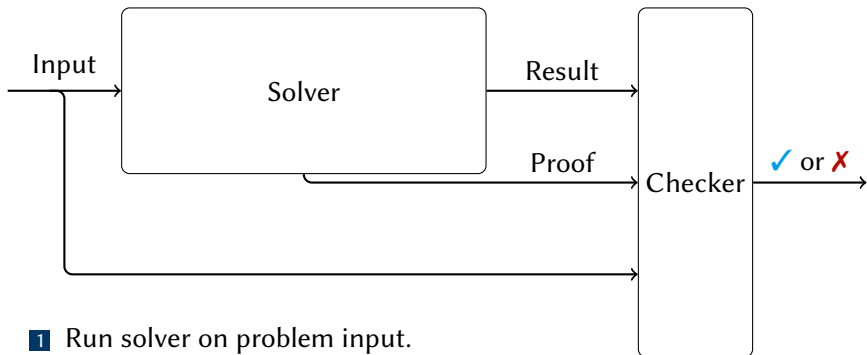 Input
Solver
Result
Proof
Checker
✓ or ✗
1 Run solver on problem input.